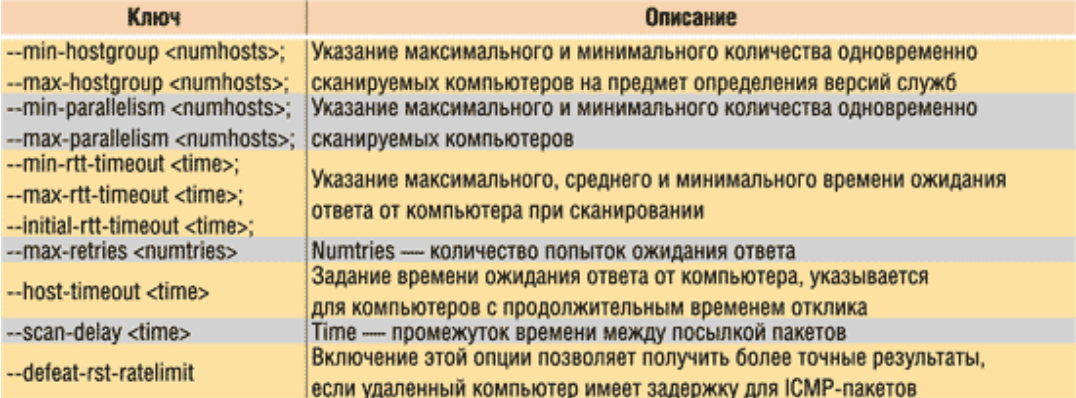 Ключ Описание
--min-hostgroup <numhosts>; Указание максимального и минимального количества одновременно
--max-hostgroup <numhosts>; сканируемых компьютеров на предмет определения версий служб
--min-parallelism <numhosts>; Указание максимального и минимального количества одновременно
--max-parallelism <numhosts>; сканируемых компьютеров
--min-rtt-timeout <time>;
--max-rtt-timeout <time>;
--initial-rtt-timeout <time>;
Указание максимального, среднего и минимального времени ожидания
ответа от компьютера при сканировании
--max-retries <numtries> Numtries — количество попыток ожидания ответа
--host-timeout <time>
Задание времени ожидания ответа от компьютера, указывается
для компьютеров с продолжительным временем отклика
--scan-delay <time> Time — промежуток времени между посылкой пакетов
--defeat-rst-ratelimit
Включение этой опции позволяет получить более точные результаты,
если удаленный компьютер имеет задержку для ICMP-пакетов